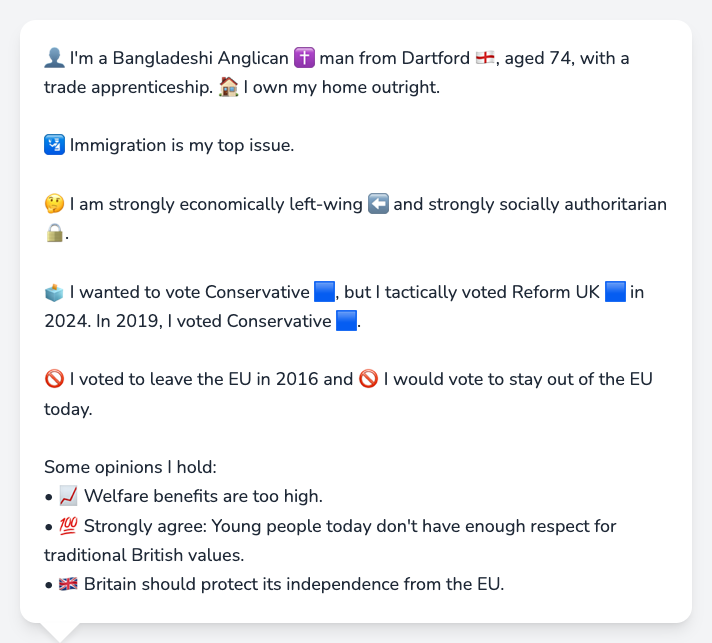 👤 I'm a Bangladeshi Anglican ✝️ man from Dartford 🏴󠁧󠁢󠁥󠁮󠁧󠁿, aged 74, with a
trade apprenticeship. 🏠 I own my home outright.
🛂 Immigration is my top issue.
🤔 I am strongly economically left-wing ⬅️ and strongly socially authoritarian
🔒.
🗳️ I wanted to vote Conservative 🟦, but I tactically voted Reform UK 🟦 in
2024. In 2019, I voted Conservative 🟦.
🚫 I voted to leave the EU in 2016 and 🚫 I would vote to stay out of the EU
today.
Some opinions I hold:
• 📈 Welfare benefits are too high.
• 💯 Strongly agree: Young people today don't have enough respect for
traditional British values.
• 🇬🇧 Britain should protect its independence from the EU.